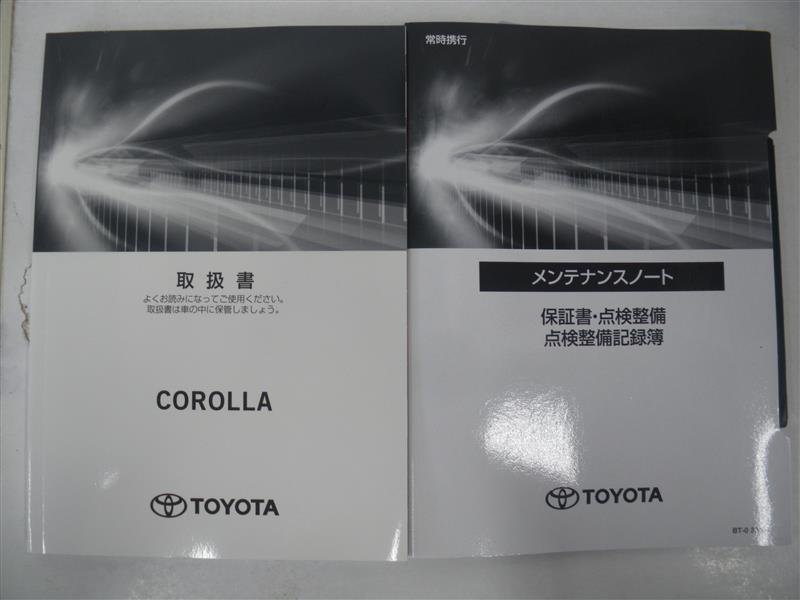 取扱書
よくお読みになってご使用ください。
取扱書は車の中に保管しましょう。
COROLLA
TOYOTA
常時携行
メンテナンスノート
保証書・点検整備
点検整備記録簿
TOYOTA